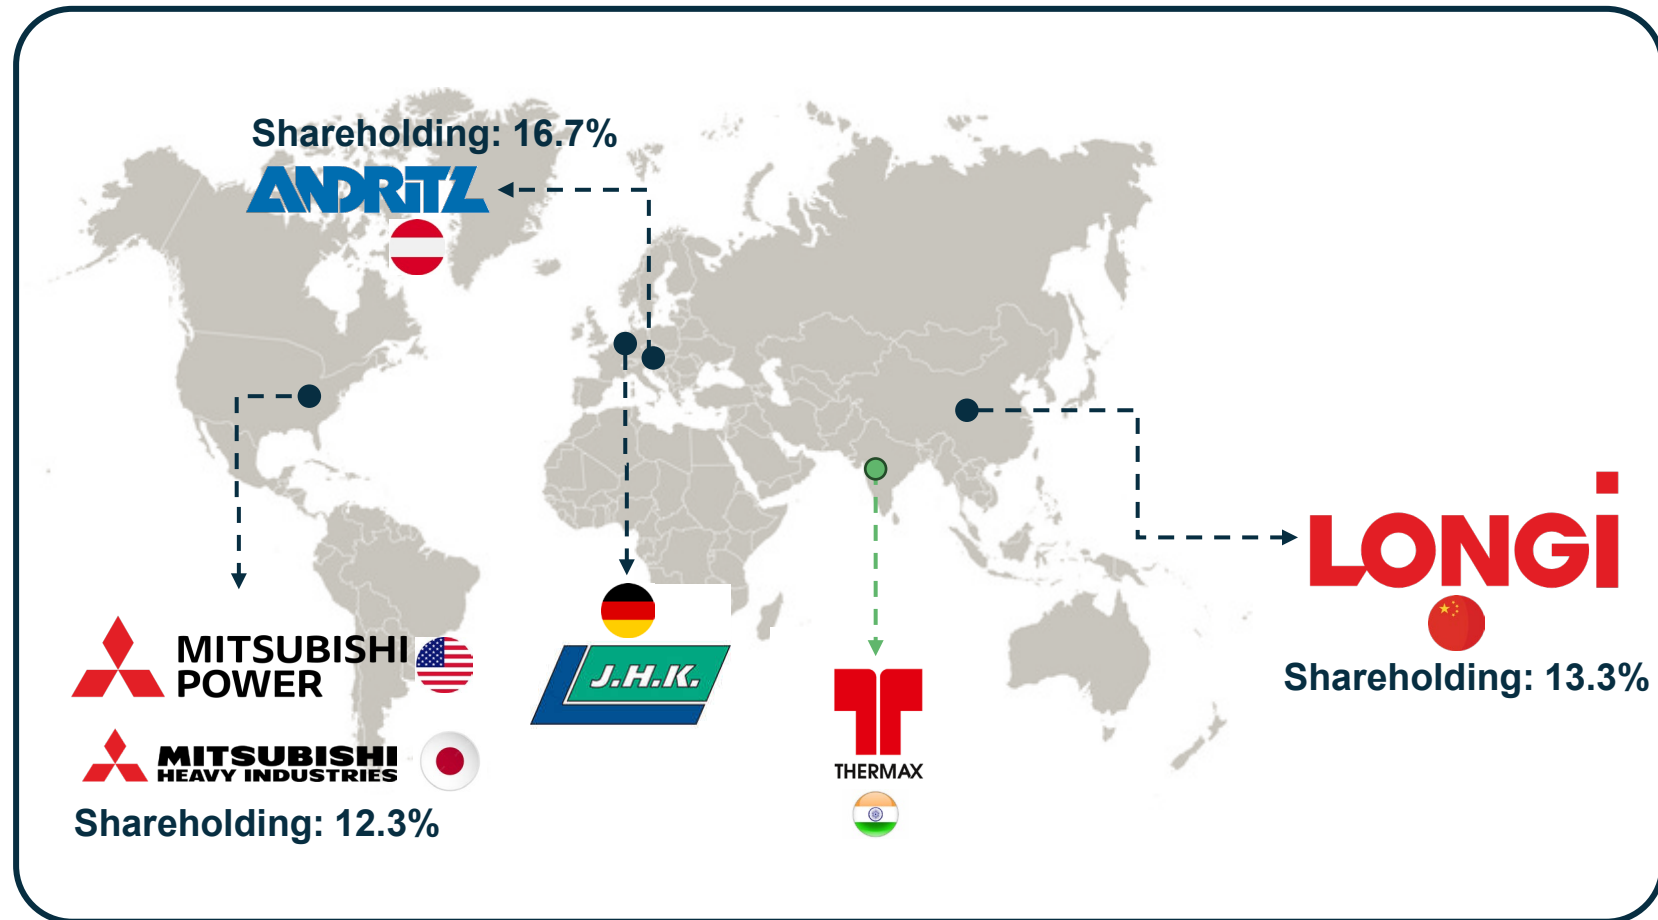 Shareholding: 16.7%
ANDRITZ
LONGi
Shareholding: 13.3%
MITSUBISHI
POWER
MITSUBISHI
HEAVY INDUSTRIES
Shareholding: 12.3%
J.H.K.
THERMAX